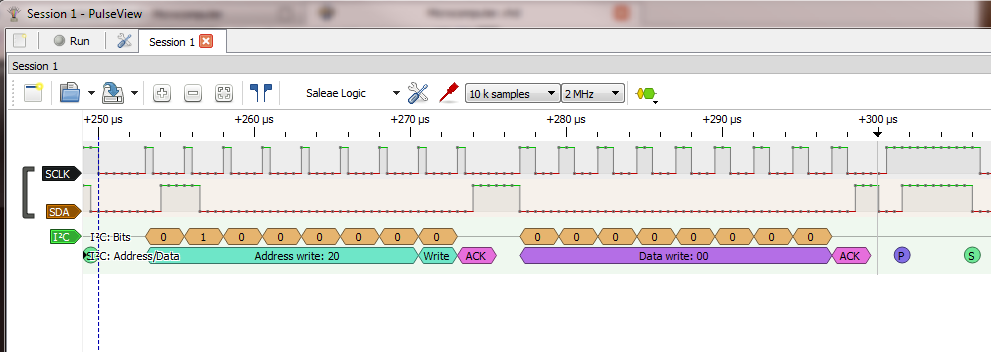 Session 1 - PulseView
Run
Session 1
Session 1
Saleae Logic
10 k samples
2 MHz
+250 µs
+260 µs
+270 µs
+280 µs
+290 µs
+300 µs
SCLK
SDA
I²C
I²C: Bits
0 1 0 0 0 0 0 0
0 0 0 0 0 0 0 0
S
I²C: Address/Data
Address write: 20
Write
ACK
Data write: 00
ACK
P
S